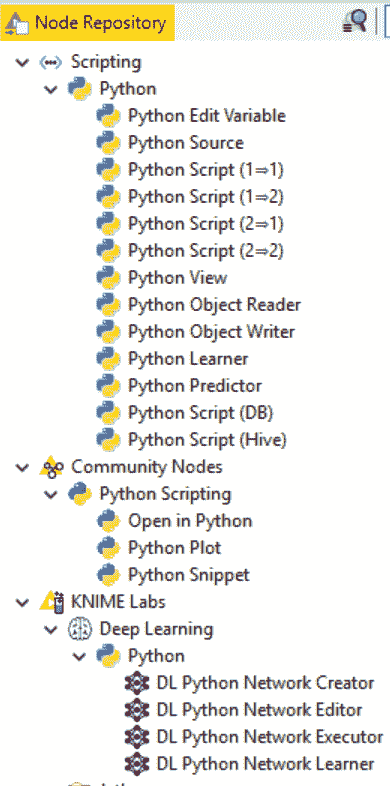 Node Repository
Scripting
Python
Python Edit Variable
Python Source
Python Script (1⇒1)
Python Script (1⇒2)
Python Script (2⇒1)
Python Script (2⇒2)
Python View
Python Object Reader
Python Object Writer
Python Learner
Python Predictor
Python Script (DB)
Python Script (Hive)
Community Nodes
Python Scripting
Open in Python
Python Plot
Python Snippet
KNIME Labs
Deep Learning
Python
DL Python Network Creator
DL Python Network Editor
DL Python Network Executor
DL Python Network Learner